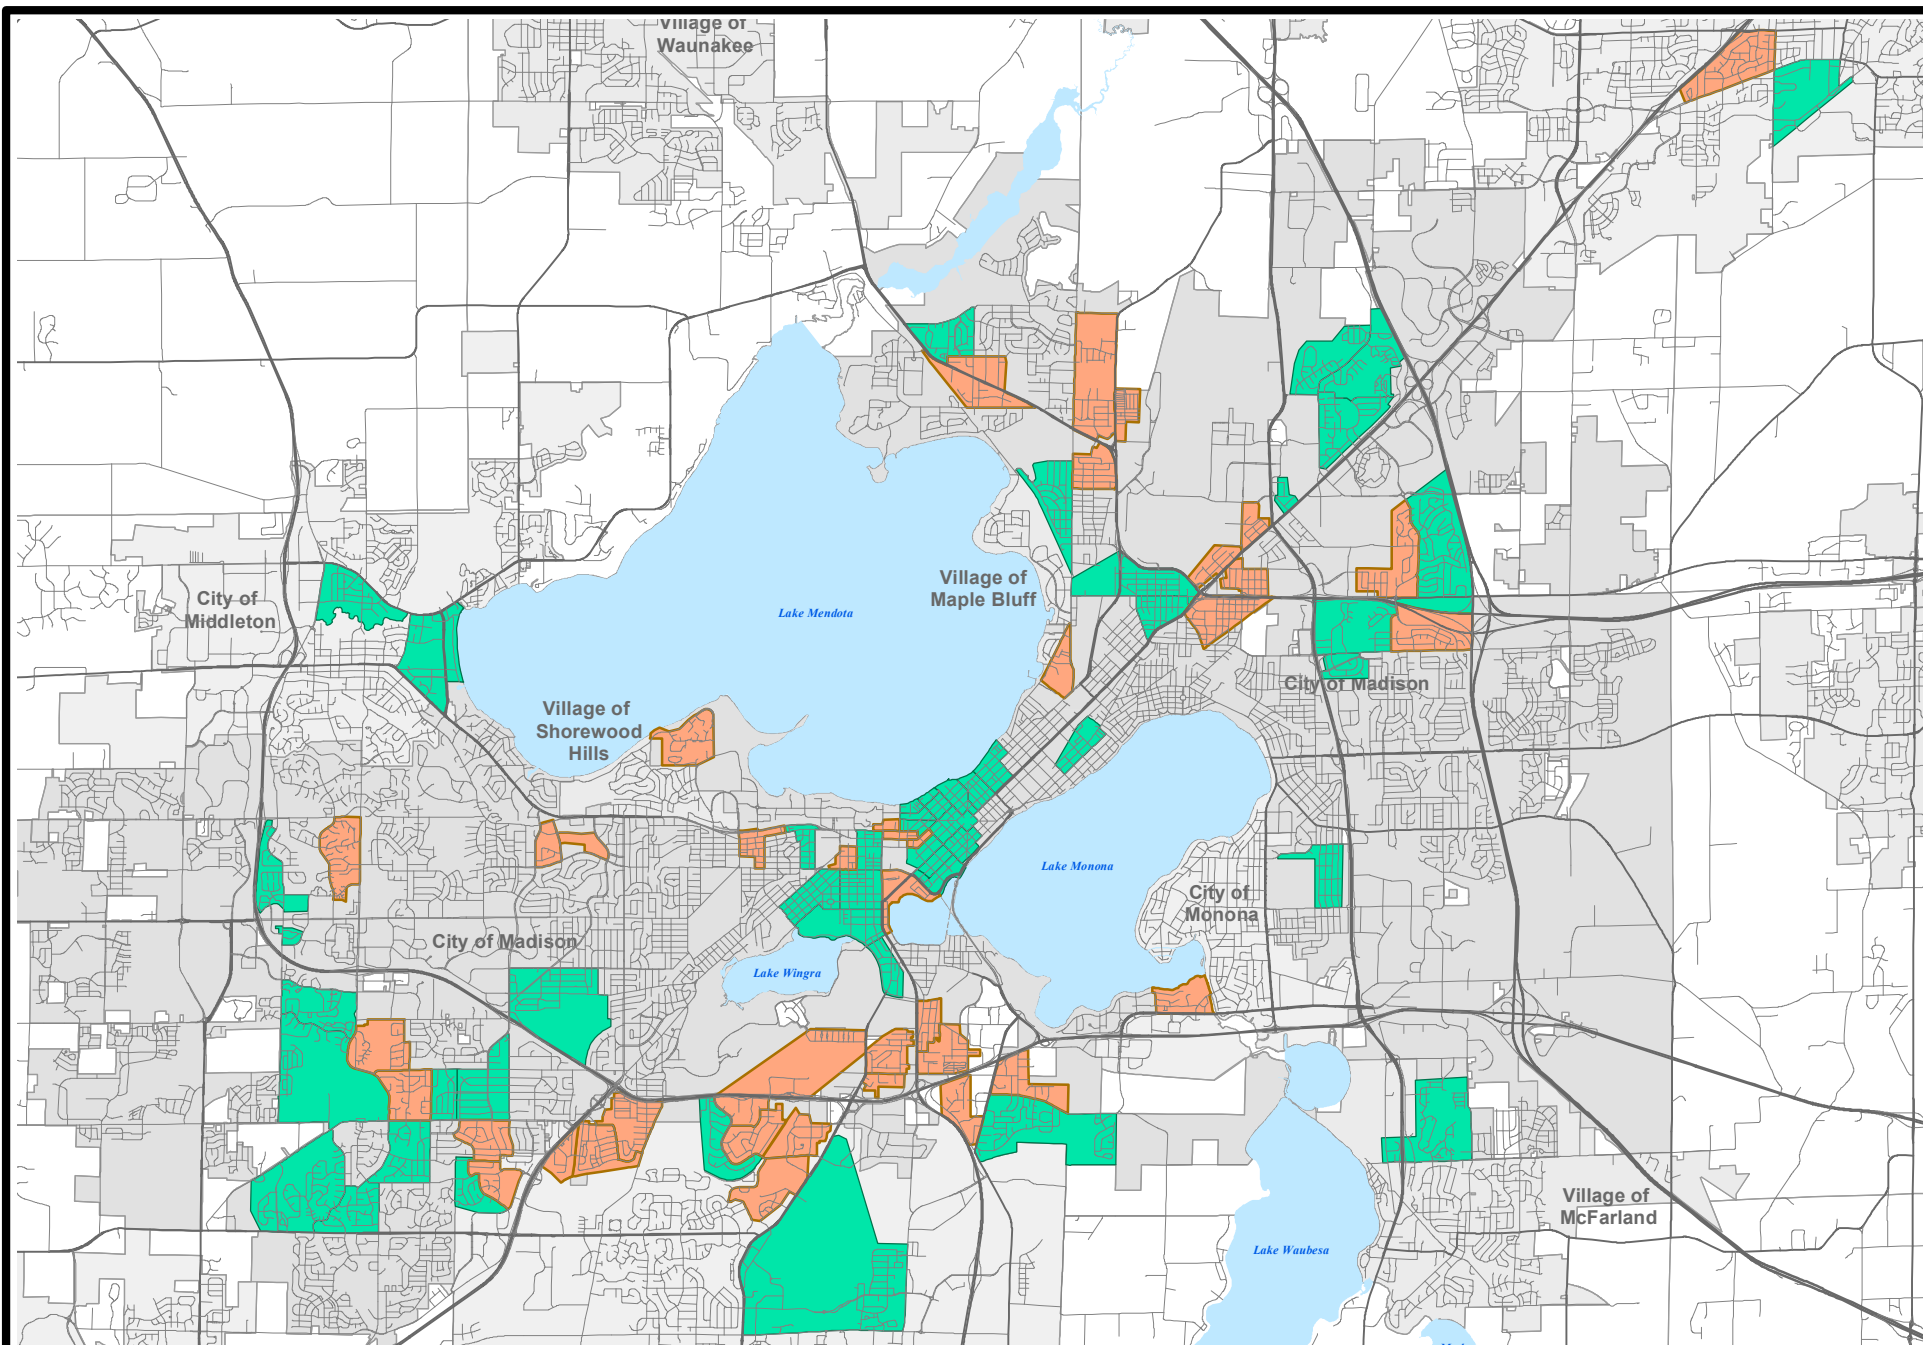 Village of
Waunakee
City of
Middleton
Village of
Maple Bluff
Lake Mendota
City of Madison
Village of
Shorewood
Hills
Lake Monona
City of
Monona
City of Madison
Lake Wingra
Village of
McFarland
Lake Waubesa